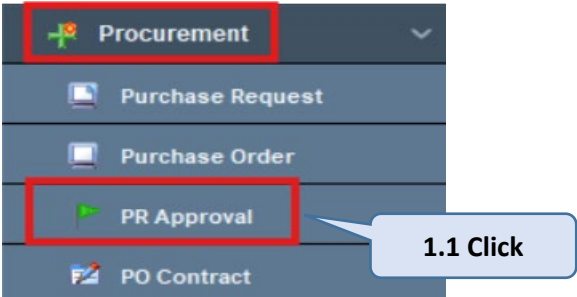 Procurement
Purchase Request
Purchase Order
PR Approval
1.1 Click
PO Contract